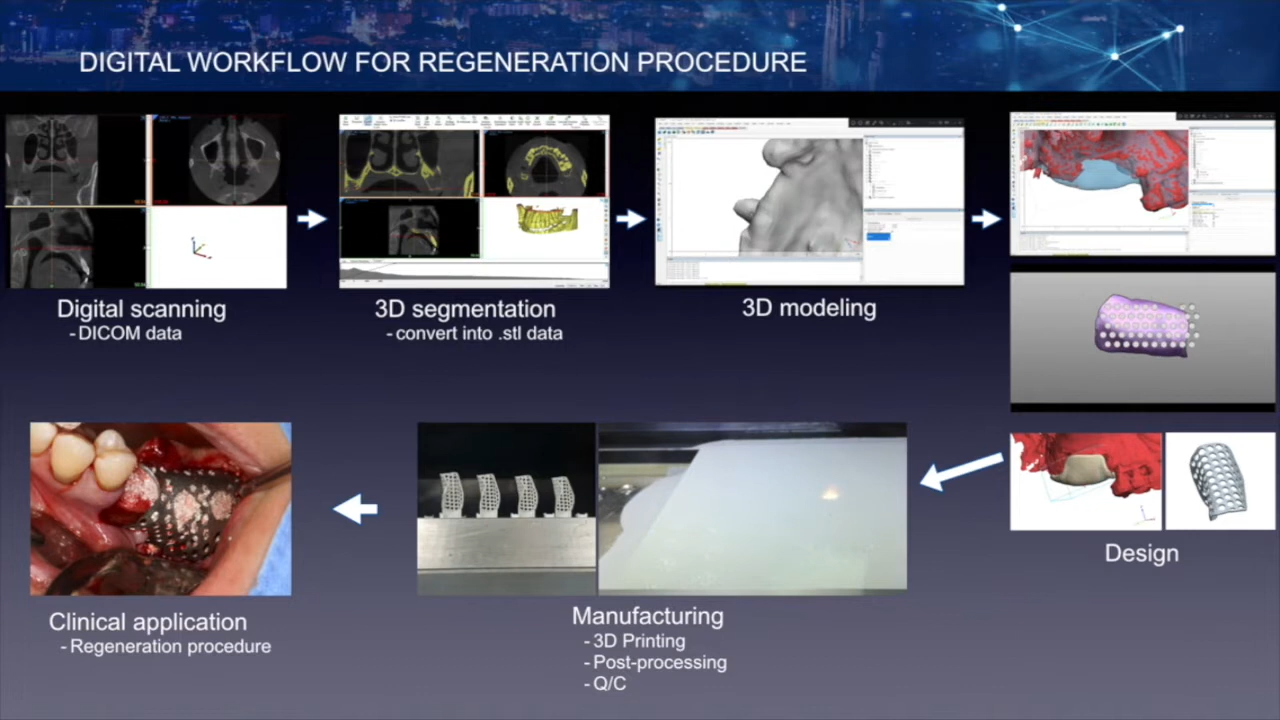 DIGITAL WORKFLOW FOR REGENERATION PROCEDURE
Digital scanning
- DICOM data
3D segmentation
- convert into .stl data
3D modeling
Design
Manufacturing
- 3D Printing
- Post-processing
- Q/C
Clinical application
- Regeneration procedure